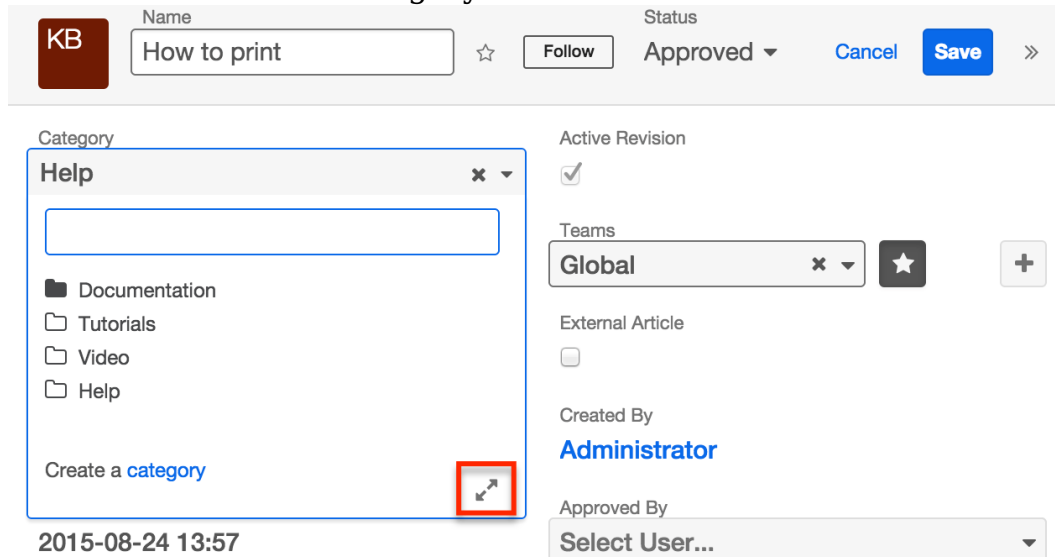 Name
Status
KB
How to print
Follow
Approved
Cancel
Save
Category
Help
Documentation
Tutorials
Video
Help
Create a category
2015-08-24 13:57
Active Revision
Teams
Global
External Article
Created By
Administrator
Approved By
Select User...